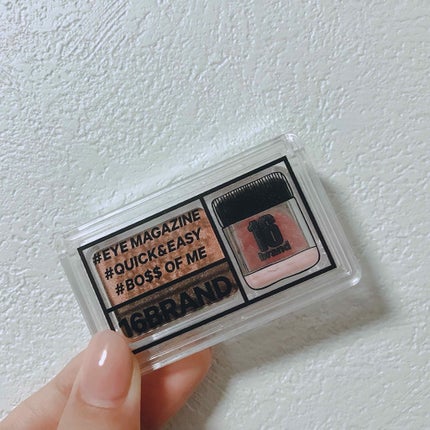 #EYE MAGAZINE
#QUICK&EASY
#BO$$ OF ME
16BRAND
16
brand